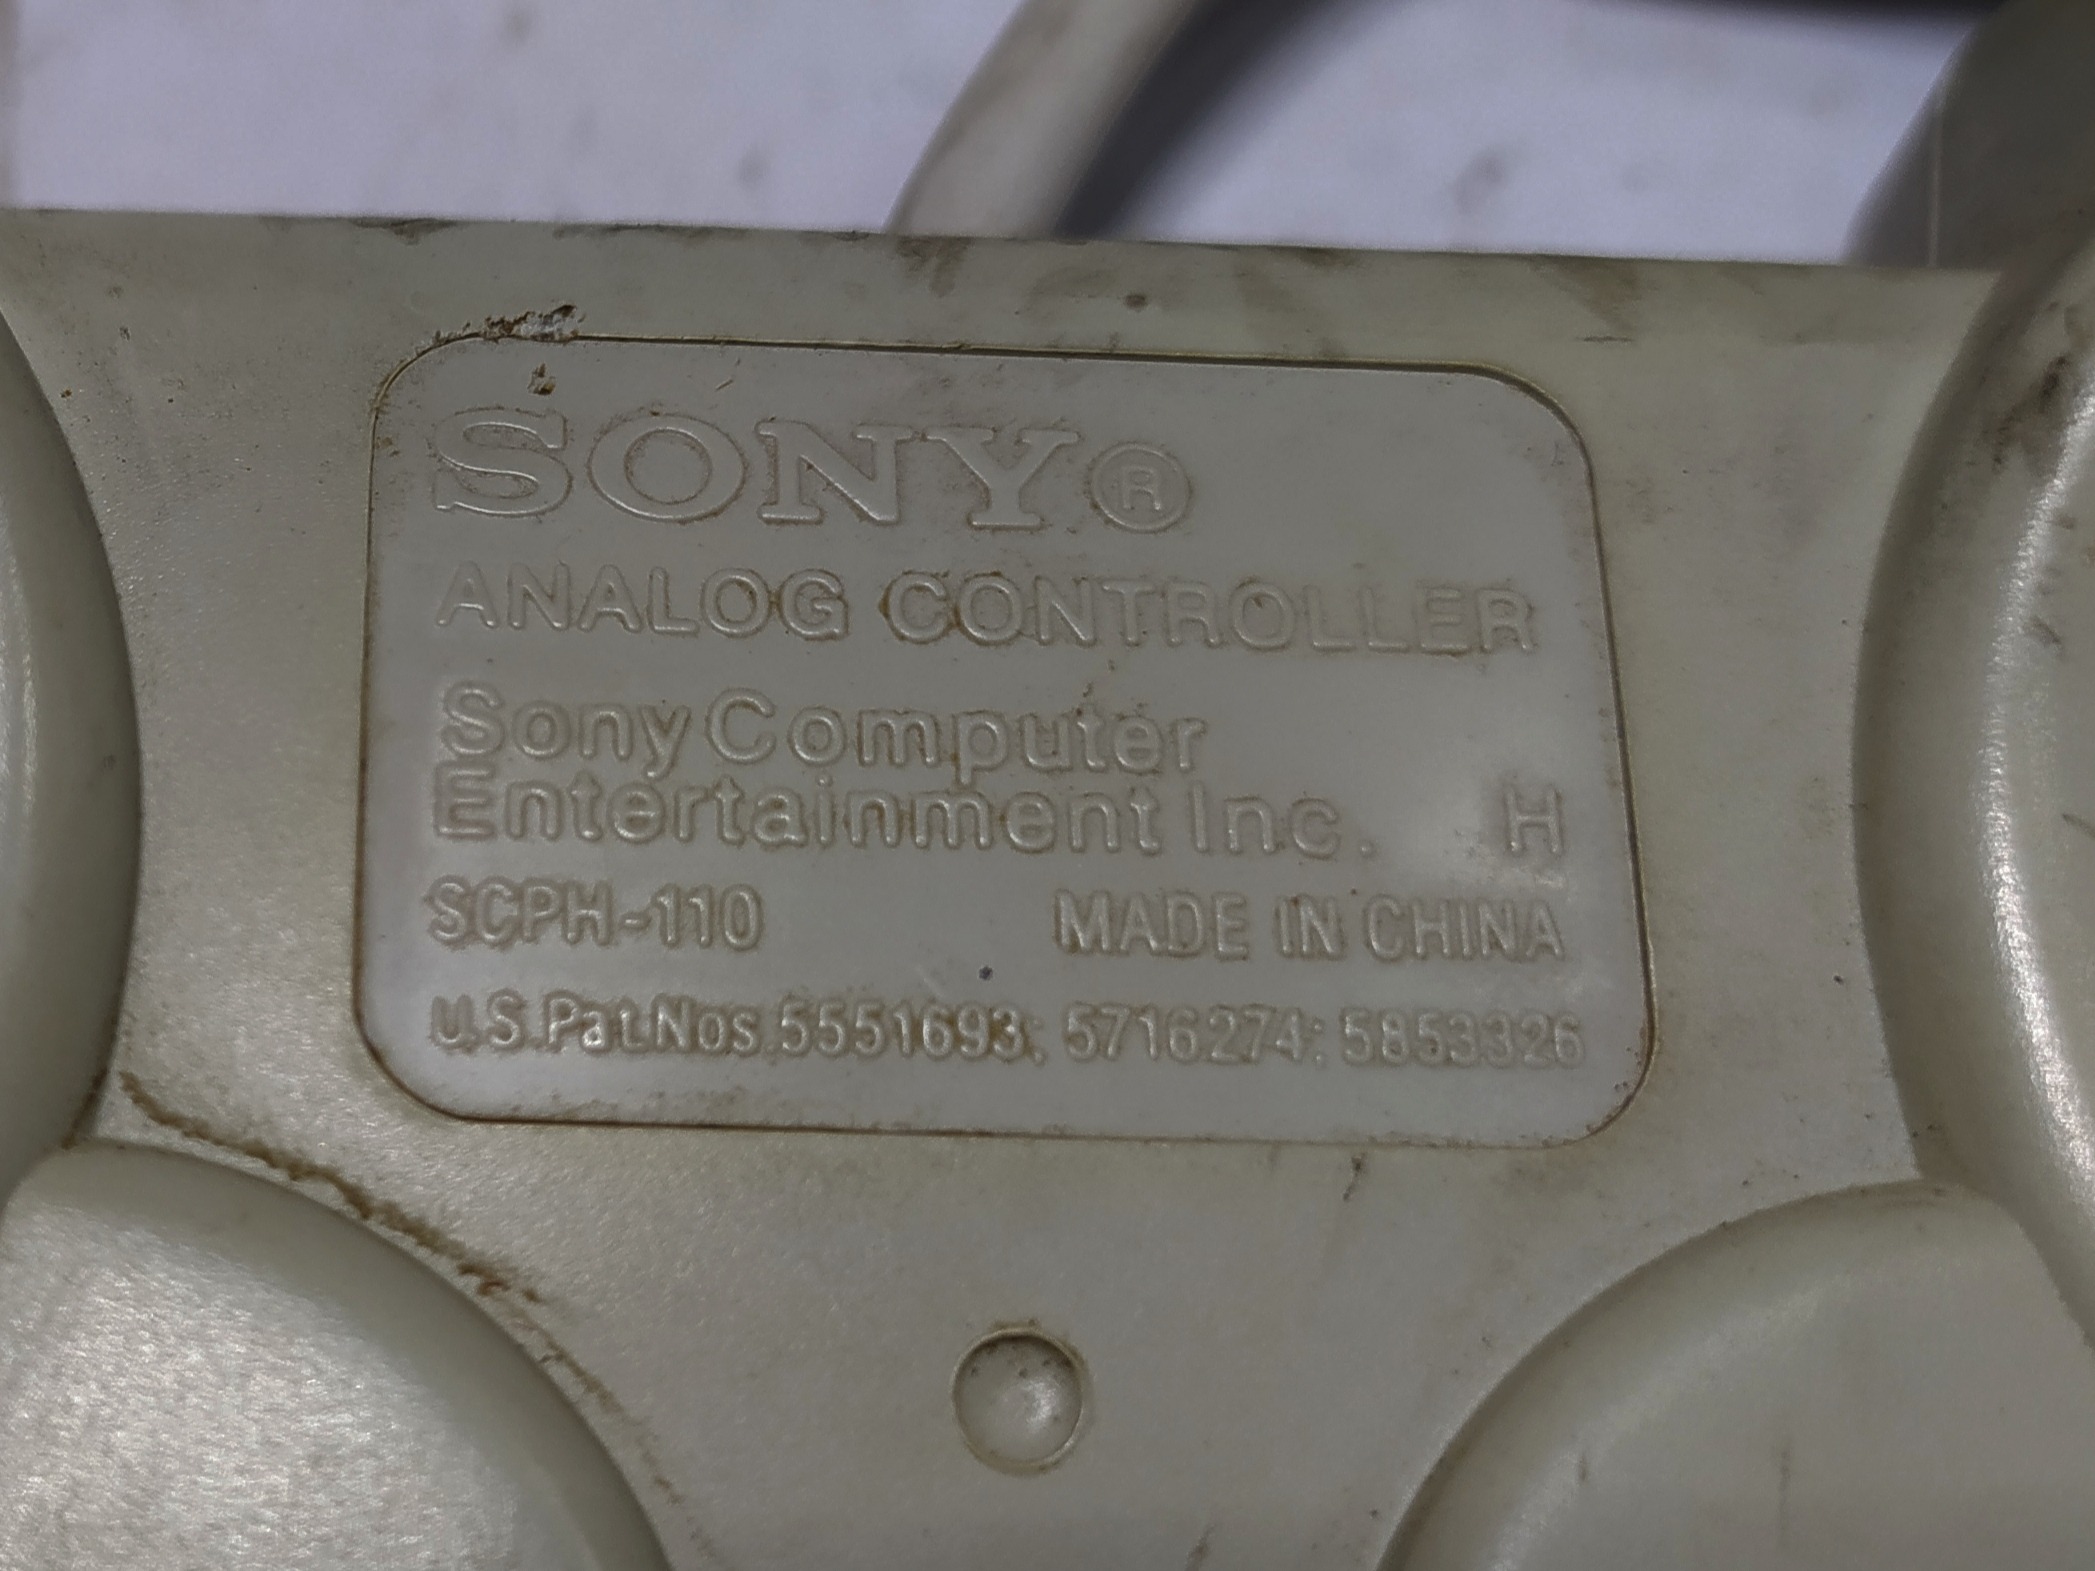 SONY®
ANALOG CONTROLLER
Sony Computer
Entertainment Inc. H
SCPH-110 MADE IN CHINA
U.S.Pat.Nos.5551693; 5716274; 5853326